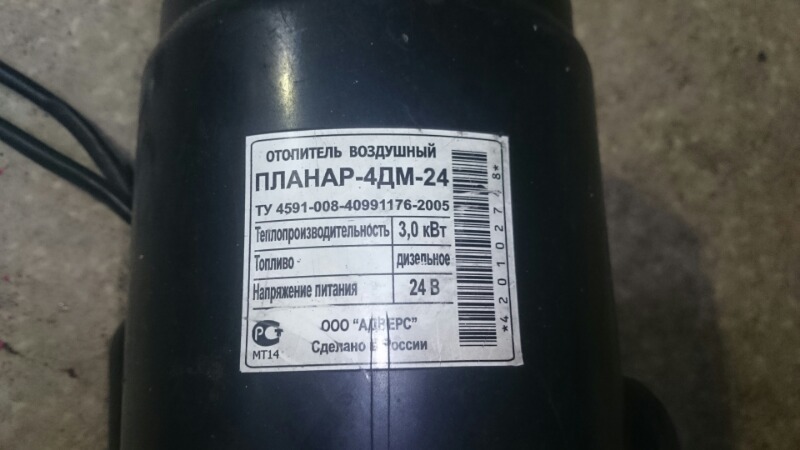 ОТОПИТЕЛЬ ВОЗДУШНЫЙ
ПЛАНАР-4ДМ-24
ТУ 4591-008-40991176-2005
Теплопроизводительность 3,0 кВт
Топливо дизельное
Напряжение питания 24 В
ООО "АДВЕРС"
Сделано в России
РСТ
МТ14